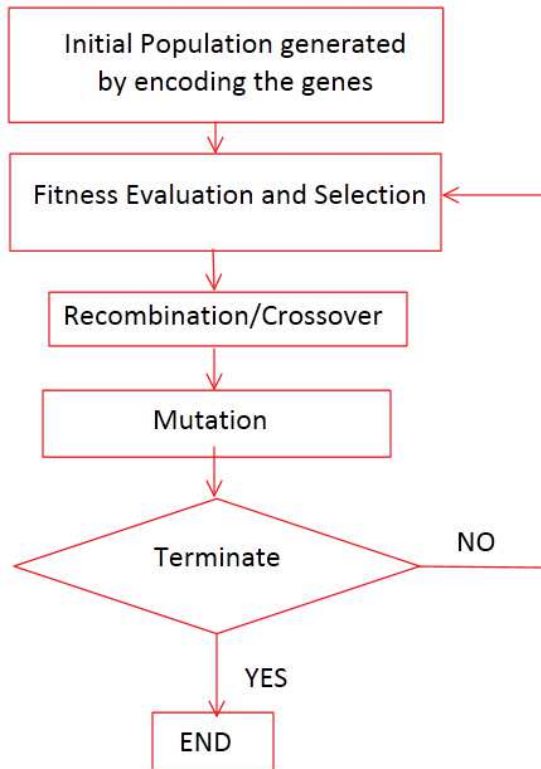 Initial Population generated
by encoding the genes
Fitness Evaluation and Selection
Recombination/Crossover
Mutation
Terminate
NO
YES
END